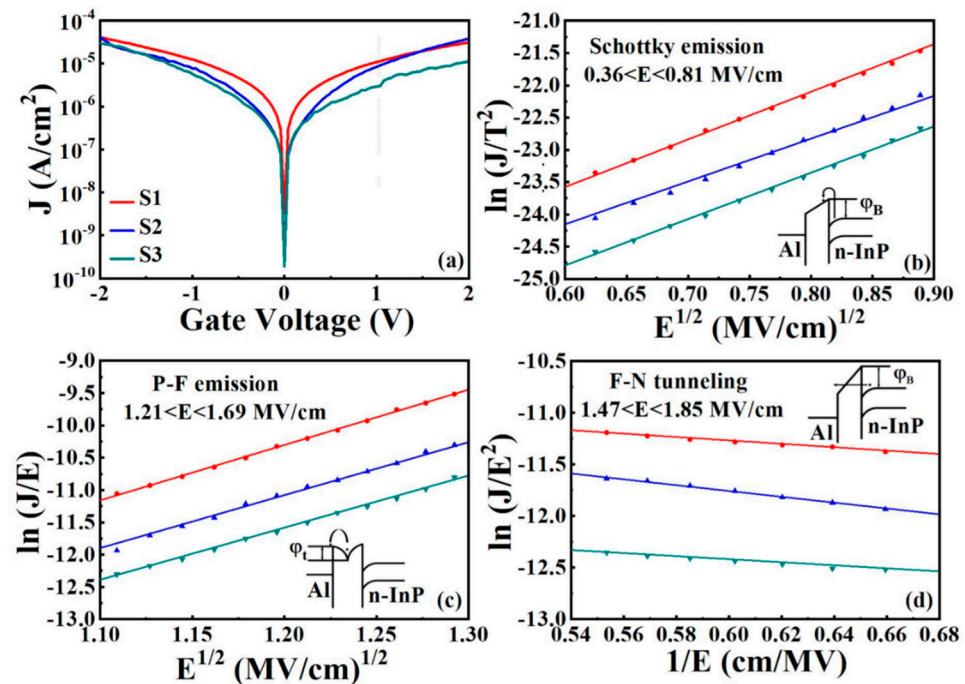 J (A/cm²)
10⁻⁴
10⁻⁵
10⁻⁶
10⁻⁷
10⁻⁸
10⁻⁹
10⁻¹⁰
S1
S2
S3
(a)
-2 -1 0 1 2
Gate Voltage (V)
ln (J/T²)
-21.0
-21.5
-22.0
-22.5
-23.0
-23.5
-24.0
-24.5
-25.0
Schottky emission
0.36<E<0.81 MV/cm
φB
Al
n-InP
(b)
0.60 0.65 0.70 0.75 0.80 0.85 0.90
E¹/² (MV/cm)¹/²
ln (J/E)
-9.0
-9.5
-10.0
-10.5
-11.0
-11.5
-12.0
-12.5
-13.0
P-F emission
1.21<E<1.69 MV/cm
φt
Al
n-InP
(c)
1.10 1.15 1.20 1.25 1.30
E¹/² (MV/cm)¹/²
ln (J/E²)
-10.5
-11.0
-11.5
-12.0
-12.5
-13.0
F-N tunneling
1.47<E<1.85 MV/cm
φB
Al
n-InP
(d)
0.54 0.56 0.58 0.60 0.62 0.64 0.66 0.68
1/E (cm/MV)